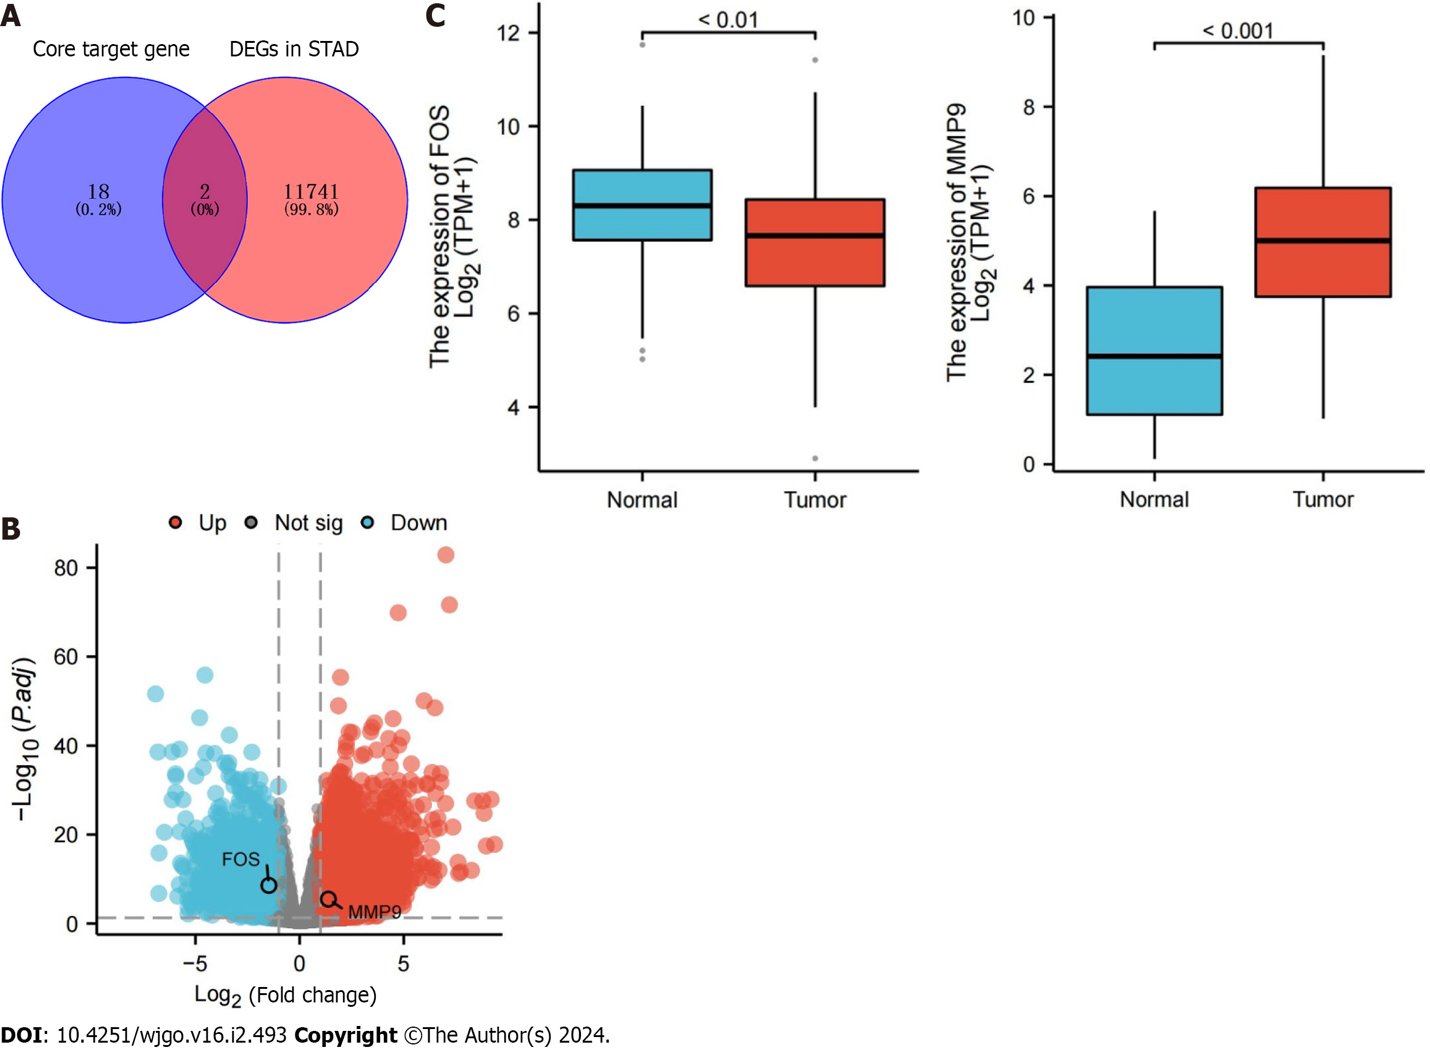 A
Core target gene
DEGs in STAD
18
(0.2%)
2
(0%)
11741
(99.8%)
C
The expression of FOS
Log2 (TPM+1)
12
10
8
6
4
< 0.01
Normal
Tumor
The expression of MMP9
Log2 (TPM+1)
10
8
6
4
2
0
< 0.001
Normal
Tumor
B
Up
Not sig
Down
−Log10 (P.adj)
80
60
40
20
0
FOS
MMP9
−5
0
5
Log2 (Fold change)
DOI: 10.4251/wjgo.v16.i2.493 Copyright ©The Author(s) 2024.